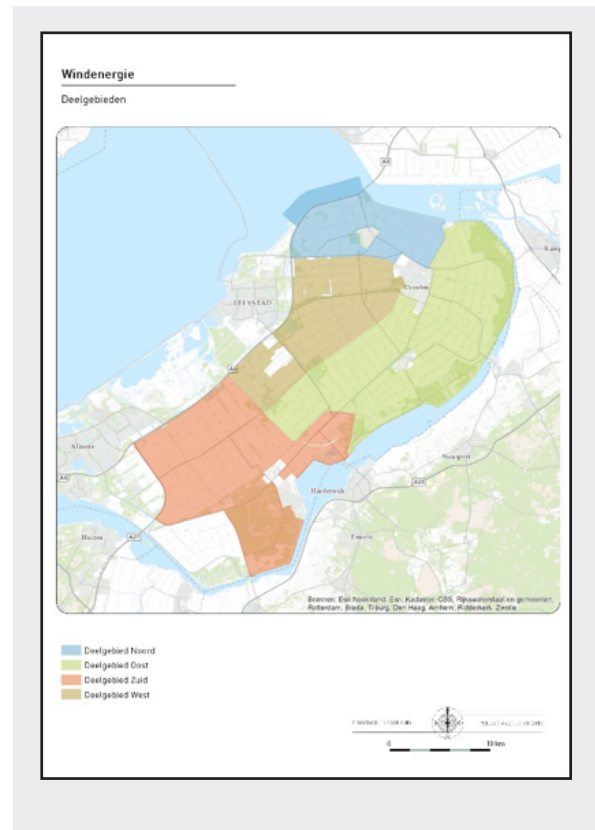 Windenergie
Deelgebieden
A6
LELYSTAD
Dronten
A6
Almere
A6
Nunspeet
A28
Harderwijk
Huizen
A27
Ermelo
Bronnen: Esri Nederland, Esri, Kadaster, CBS, Rijkswaterstaat en gemeenten:
Rotterdam, Breda, Tilburg, Den Haag, Arnhem, Ridderkerk, Zwolle
Deelgebied Noord
Deelgebied Oost
Deelgebied Zuid
Deelgebied West
0
10 km